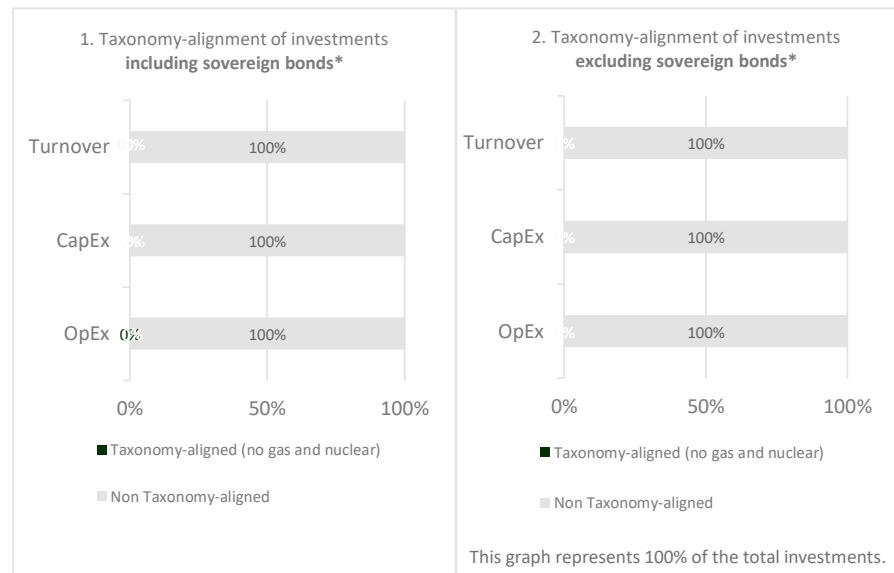 1. Taxonomy-alignment of investments
including sovereign bonds*
Turnover 100%
CapEx 100%
OpEx 0% 100%
0% 50% 100%
Taxonomy-aligned (no gas and nuclear)
Non Taxonomy-aligned
2. Taxonomy-alignment of investments
excluding sovereign bonds*
Turnover 100%
CapEx 100%
OpEx 100%
0% 50% 100%
Taxonomy-aligned (no gas and nuclear)
Non Taxonomy-aligned
This graph represents 100% of the total investments.